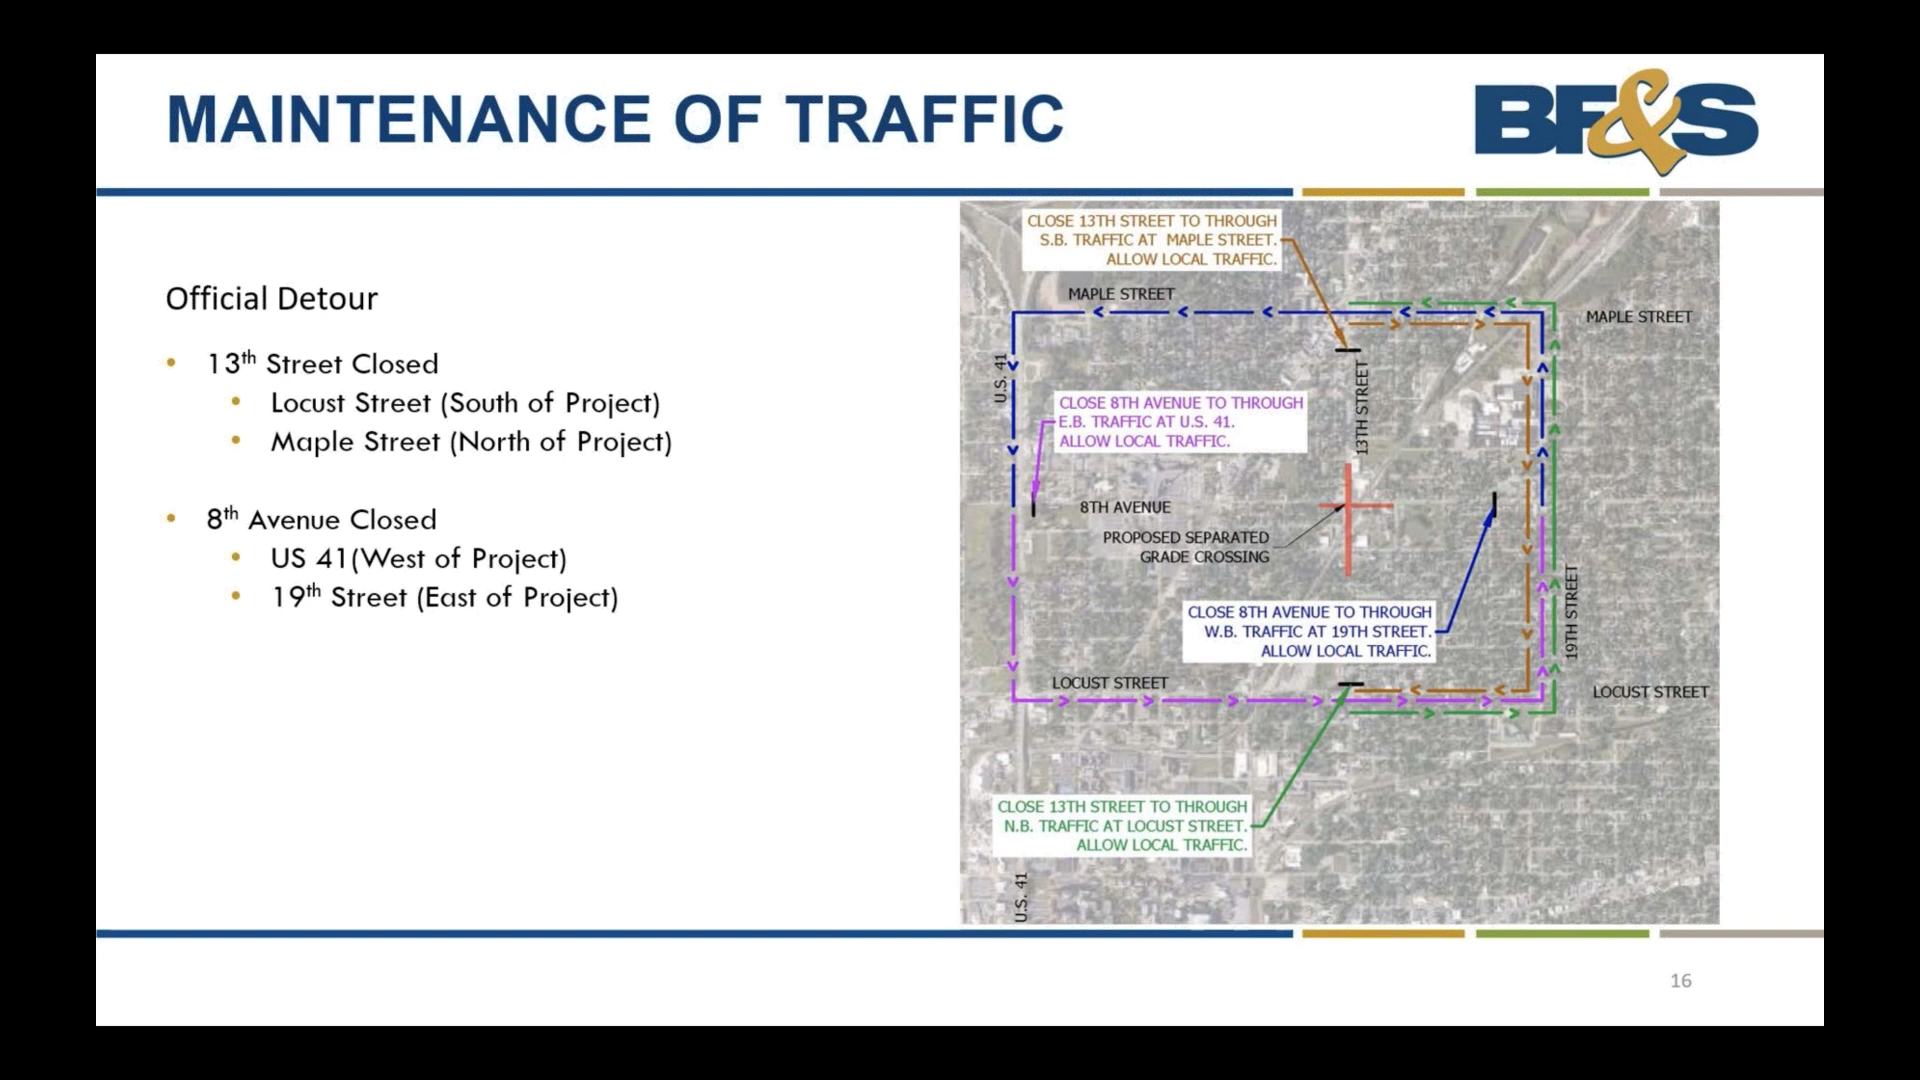 MAINTENANCE OF TRAFFIC
BF&S
Official Detour
• 13th Street Closed
• Locust Street (South of Project)
• Maple Street (North of Project)
• 8th Avenue Closed
• US 41(West of Project)
• 19th Street (East of Project)
CLOSE 13TH STREET TO THROUGH
S.B. TRAFFIC AT MAPLE STREET.
ALLOW LOCAL TRAFFIC.
MAPLE STREET
MAPLE STREET
U.S. 41
13TH STREET
CLOSE 8TH AVENUE TO THROUGH
E.B. TRAFFIC AT U.S. 41.
ALLOW LOCAL TRAFFIC.
8TH AVENUE
PROPOSED SEPARATED
GRADE CROSSING
CLOSE 8TH AVENUE TO THROUGH
W.B. TRAFFIC AT 19TH STREET.
ALLOW LOCAL TRAFFIC.
19TH STREET
LOCUST STREET
LOCUST STREET
CLOSE 13TH STREET TO THROUGH
N.B. TRAFFIC AT LOCUST STREET.
ALLOW LOCAL TRAFFIC.
U.S. 41
16